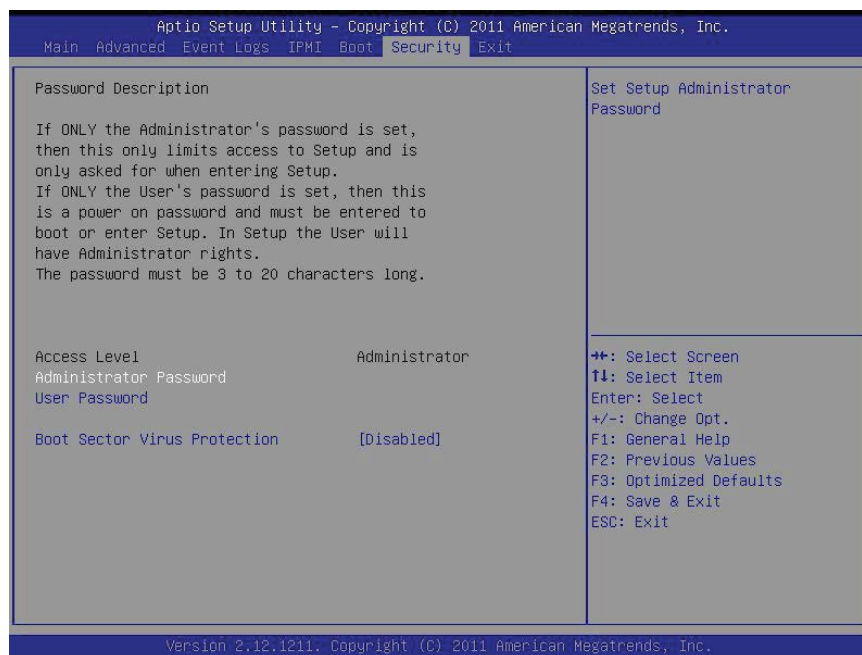 Aptio Setup Utility – Copyright (C) 2011 American Megatrends, Inc.
Main Advanced Event Logs IPMI Boot Security Exit
Password Description
If ONLY the Administrator's password is set,
then this only limits access to Setup and is
only asked for when entering Setup.
If ONLY the User's password is set, then this
is a power on password and must be entered to
boot or enter Setup. In Setup the User will
have Administrator rights.
The password must be 3 to 20 characters long.
Access Level Administrator
Administrator Password
User Password
Boot Sector Virus Protection [Disabled]
Set Setup Administrator
Password
→←: Select Screen
↑↓: Select Item
Enter: Select
+/-: Change Opt.
F1: General Help
F2: Previous Values
F3: Optimized Defaults
F4: Save & Exit
ESC: Exit
Version 2.12.1211. Copyright (C) 2011 American Megatrends, Inc.